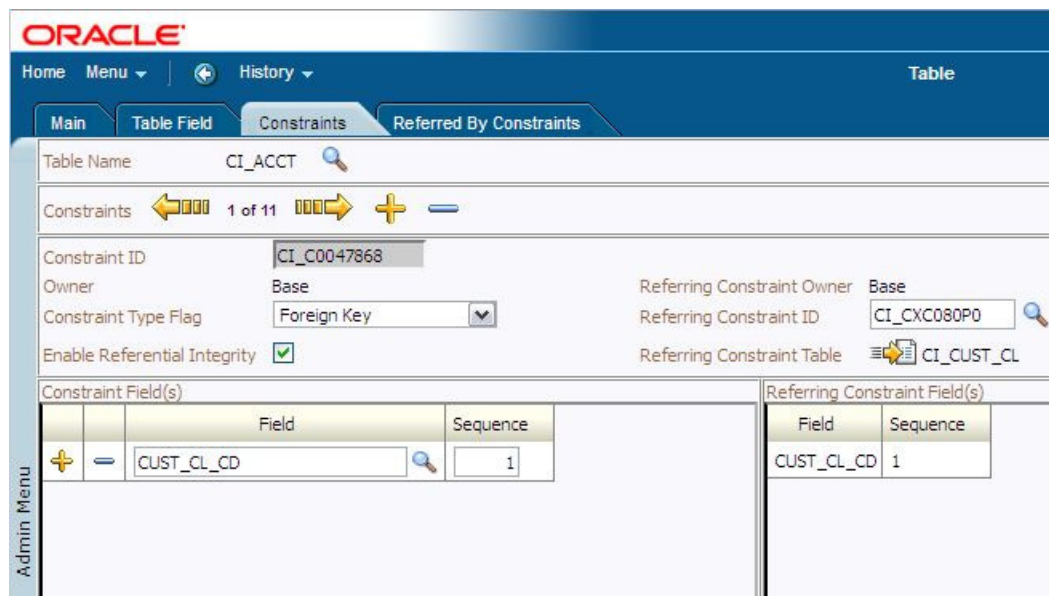 ORACLE
Home Menu History Table
Main Table Field Constraints Referred By Constraints
Table Name CI_ACCT
Constraints 1 of 11
Constraint ID CI_C0047868
Owner Base Referring Constraint Owner Base
Constraint Type Flag Foreign Key Referring Constraint ID CI_CXC080P0
Enable Referential Integrity Referring Constraint Table CI_CUST_CL
Constraint Field(s) Referring Constraint Field(s)
Field Sequence Field Sequence
CUST_CL_CD 1 CUST_CL_CD 1
Admin Menu